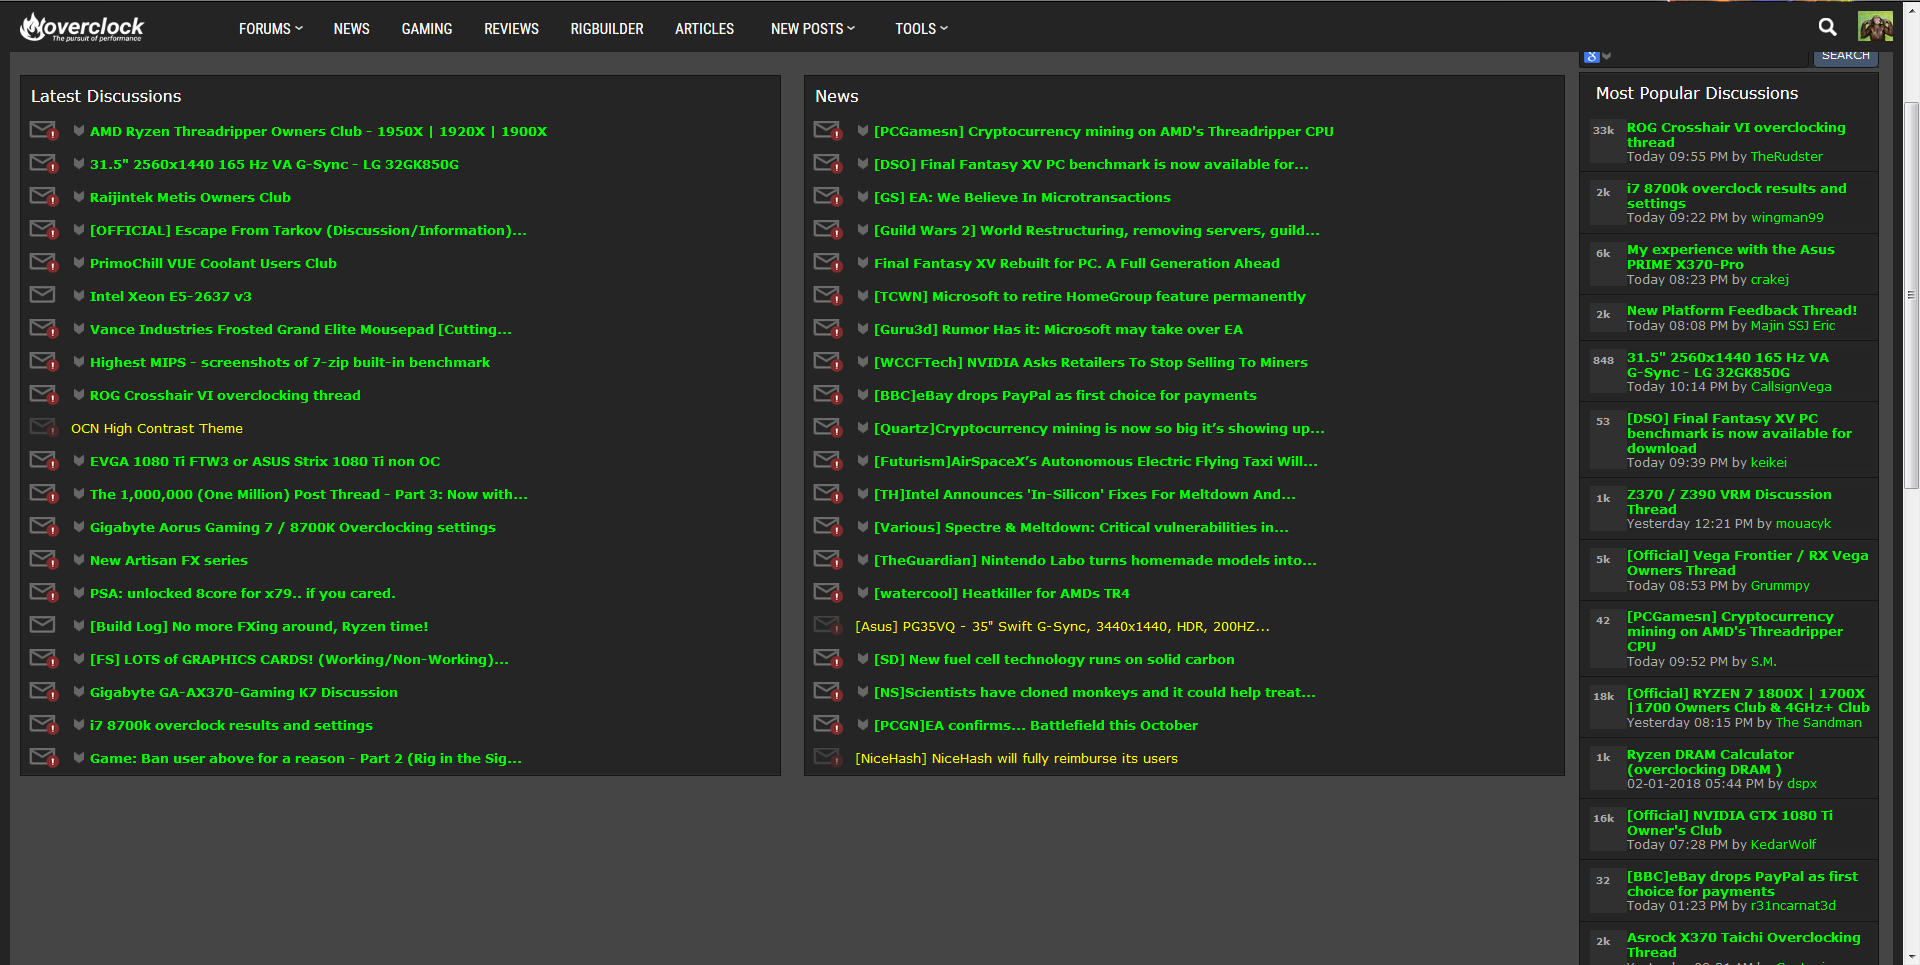 overclock
The pursuit of performance
FORUMS
NEWS
GAMING
REVIEWS
RIGBUILDER
ARTICLES
NEW POSTS
TOOLS
SEARCH
Latest Discussions
AMD Ryzen Threadripper Owners Club - 1950X | 1920X | 1900X
31.5" 2560x1440 165 Hz VA G-Sync - LG 32GK850G
Raijintek Metis Owners Club
[OFFICIAL] Escape From Tarkov (Discussion/Information)...
PrimoChill VUE Coolant Users Club
Intel Xeon E5-2637 v3
Vance Industries Frosted Grand Elite Mousepad [Cutting...
Highest MIPS - screenshots of 7-zip built-in benchmark
ROG Crosshair VI overclocking thread
OCN High Contrast Theme
EVGA 1080 Ti FTW3 or ASUS Strix 1080 Ti non OC
The 1,000,000 (One Million) Post Thread - Part 3: Now with...
Gigabyte Aorus Gaming 7 / 8700K Overclocking settings
New Artisan FX series
PSA: unlocked 8core for x79.. if you cared.
[Build Log] No more FXing around, Ryzen time!
[FS] LOTS of GRAPHICS CARDS! (Working/Non-Working)...
Gigabyte GA-AX370-Gaming K7 Discussion
i7 8700k overclock results and settings
Game: Ban user above for a reason - Part 2 (Rig in the Sig...
News
[PCGamesn] Cryptocurrency mining on AMD's Threadripper CPU
[DSO] Final Fantasy XV PC benchmark is now available for...
[GS] EA: We Believe In Microtransactions
[Guild Wars 2] World Restructuring, removing servers, guild...
Final Fantasy XV Rebuilt for PC. A Full Generation Ahead
[TCWN] Microsoft to retire HomeGroup feature permanently
[Guru3d] Rumor Has it: Microsoft may take over EA
[WCCFTech] NVIDIA Asks Retailers To Stop Selling To Miners
[BBC]eBay drops PayPal as first choice for payments
[Quartz]Cryptocurrency mining is now so big it’s showing up...
[Futurism]AirSpaceX’s Autonomous Electric Flying Taxi Will...
[TH]Intel Announces 'In-Silicon' Fixes For Meltdown And...
[Various] Spectre & Meltdown: Critical vulnerabilities in...
[TheGuardian] Nintendo Labo turns homemade models into...
[watercool] Heatkiller for AMDs TR4
[Asus] PG35VQ - 35" Swift G-Sync, 3440x1440, HDR, 200HZ...
[SD] New fuel cell technology runs on solid carbon
[NS]Scientists have cloned monkeys and it could help treat...
[PCGN]EA confirms... Battlefield this October
[NiceHash] NiceHash will fully reimburse its users
Most Popular Discussions
33k
ROG Crosshair VI overclocking
thread
Today 09:55 PM by TheRudster
2k
i7 8700k overclock results and
settings
Today 09:22 PM by wingman99
6k
My experience with the Asus
PRIME X370-Pro
Today 08:23 PM by crakej
2k
New Platform Feedback Thread!
Today 08:08 PM by Majin SSJ Eric
848
31.5" 2560x1440 165 Hz VA
G-Sync - LG 32GK850G
Today 10:14 PM by CallsignVega
53
[DSO] Final Fantasy XV PC
benchmark is now available for
download
Today 09:39 PM by keikei
1k
Z370 / Z390 VRM Discussion
Thread
Yesterday 12:21 PM by mouacyk
5k
[Official] Vega Frontier / RX Vega
Owners Thread
Today 08:53 PM by Grummpy
42
[PCGamesn] Cryptocurrency
mining on AMD's Threadripper
CPU
Today 09:52 PM by S.M.
18k
[Official] RYZEN 7 1800X | 1700X
|1700 Owners Club & 4GHz+ Club
Yesterday 08:15 PM by The Sandman
1k
Ryzen DRAM Calculator
(overclocking DRAM )
02-01-2018 05:44 PM by dspx
16k
[Official] NVIDIA GTX 1080 Ti
Owner's Club
Today 07:28 PM by KedarWolf
32
[BBC]eBay drops PayPal as first
choice for payments
Today 01:23 PM by r31ncarnat3d
2k
Asrock X370 Taichi Overclocking
Thread